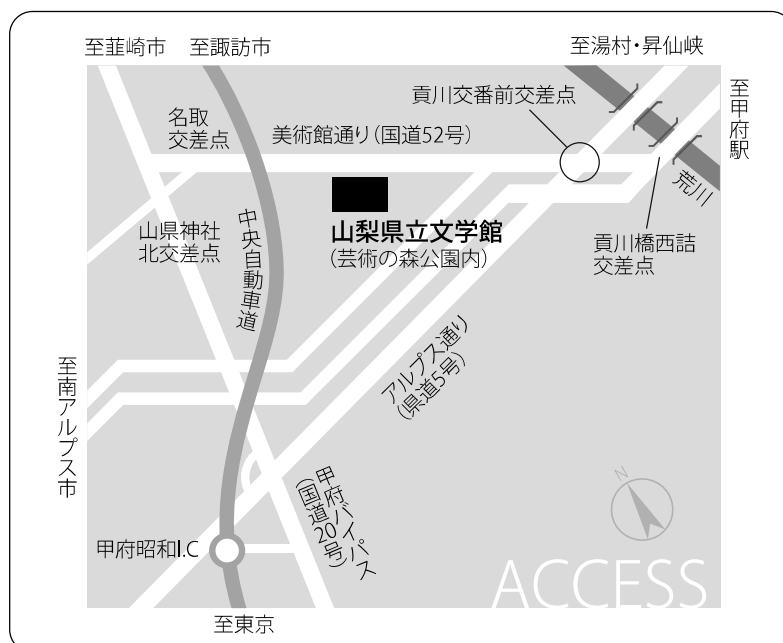 至韮崎市
至諏訪市
至湯村・昇仙峡
至甲府駅
貢川交番前交差点
名取
交差点
美術館通り(国道52号)
荒川
山県神社
北交差点
中央自動車道
山梨県立文学館
(芸術の森公園内)
貢川橋西詰
交差点
至南アルプス市
アルプス通り
(県道5号)
甲府バイパス
(国道20号)
N
甲府昭和I.C
ACCESS
至東京